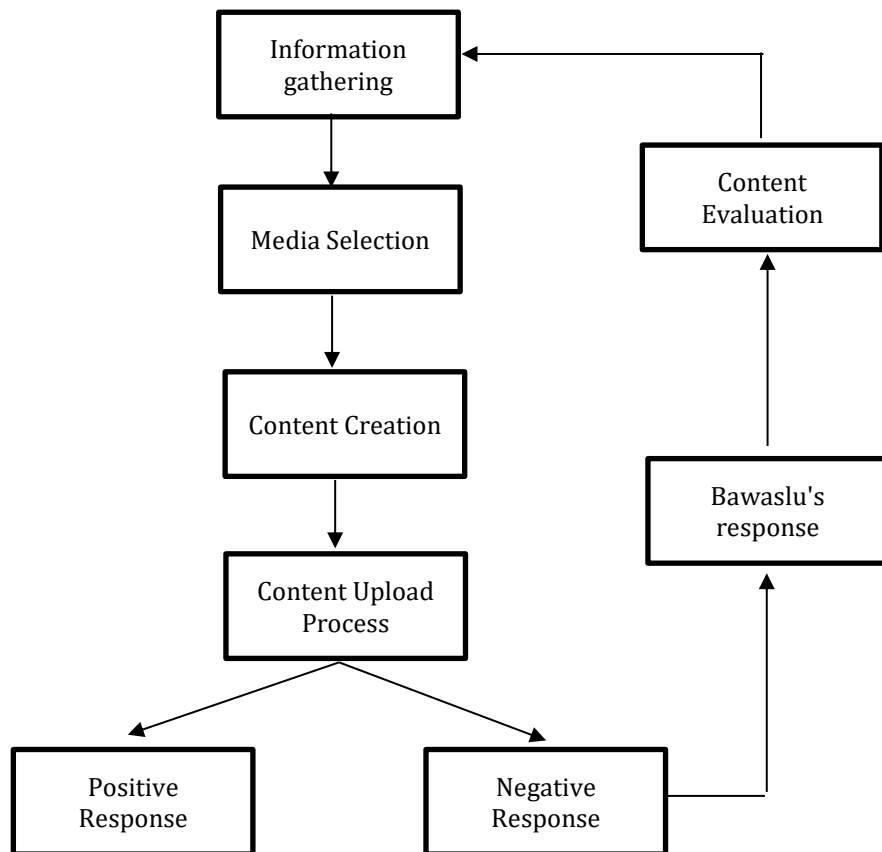 Information
gathering
Content
Evaluation
Media Selection
Content Creation
Bawaslu's
response
Content Upload
Process
Positive
Response
Negative
Response